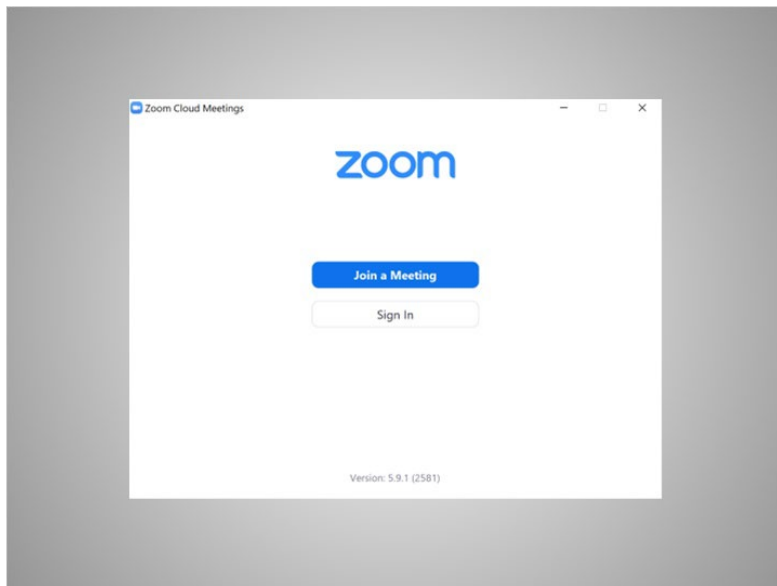 Zoom Cloud Meetings
zoom
Join a Meeting
Sign In
Version: 5.9.1 (2581)